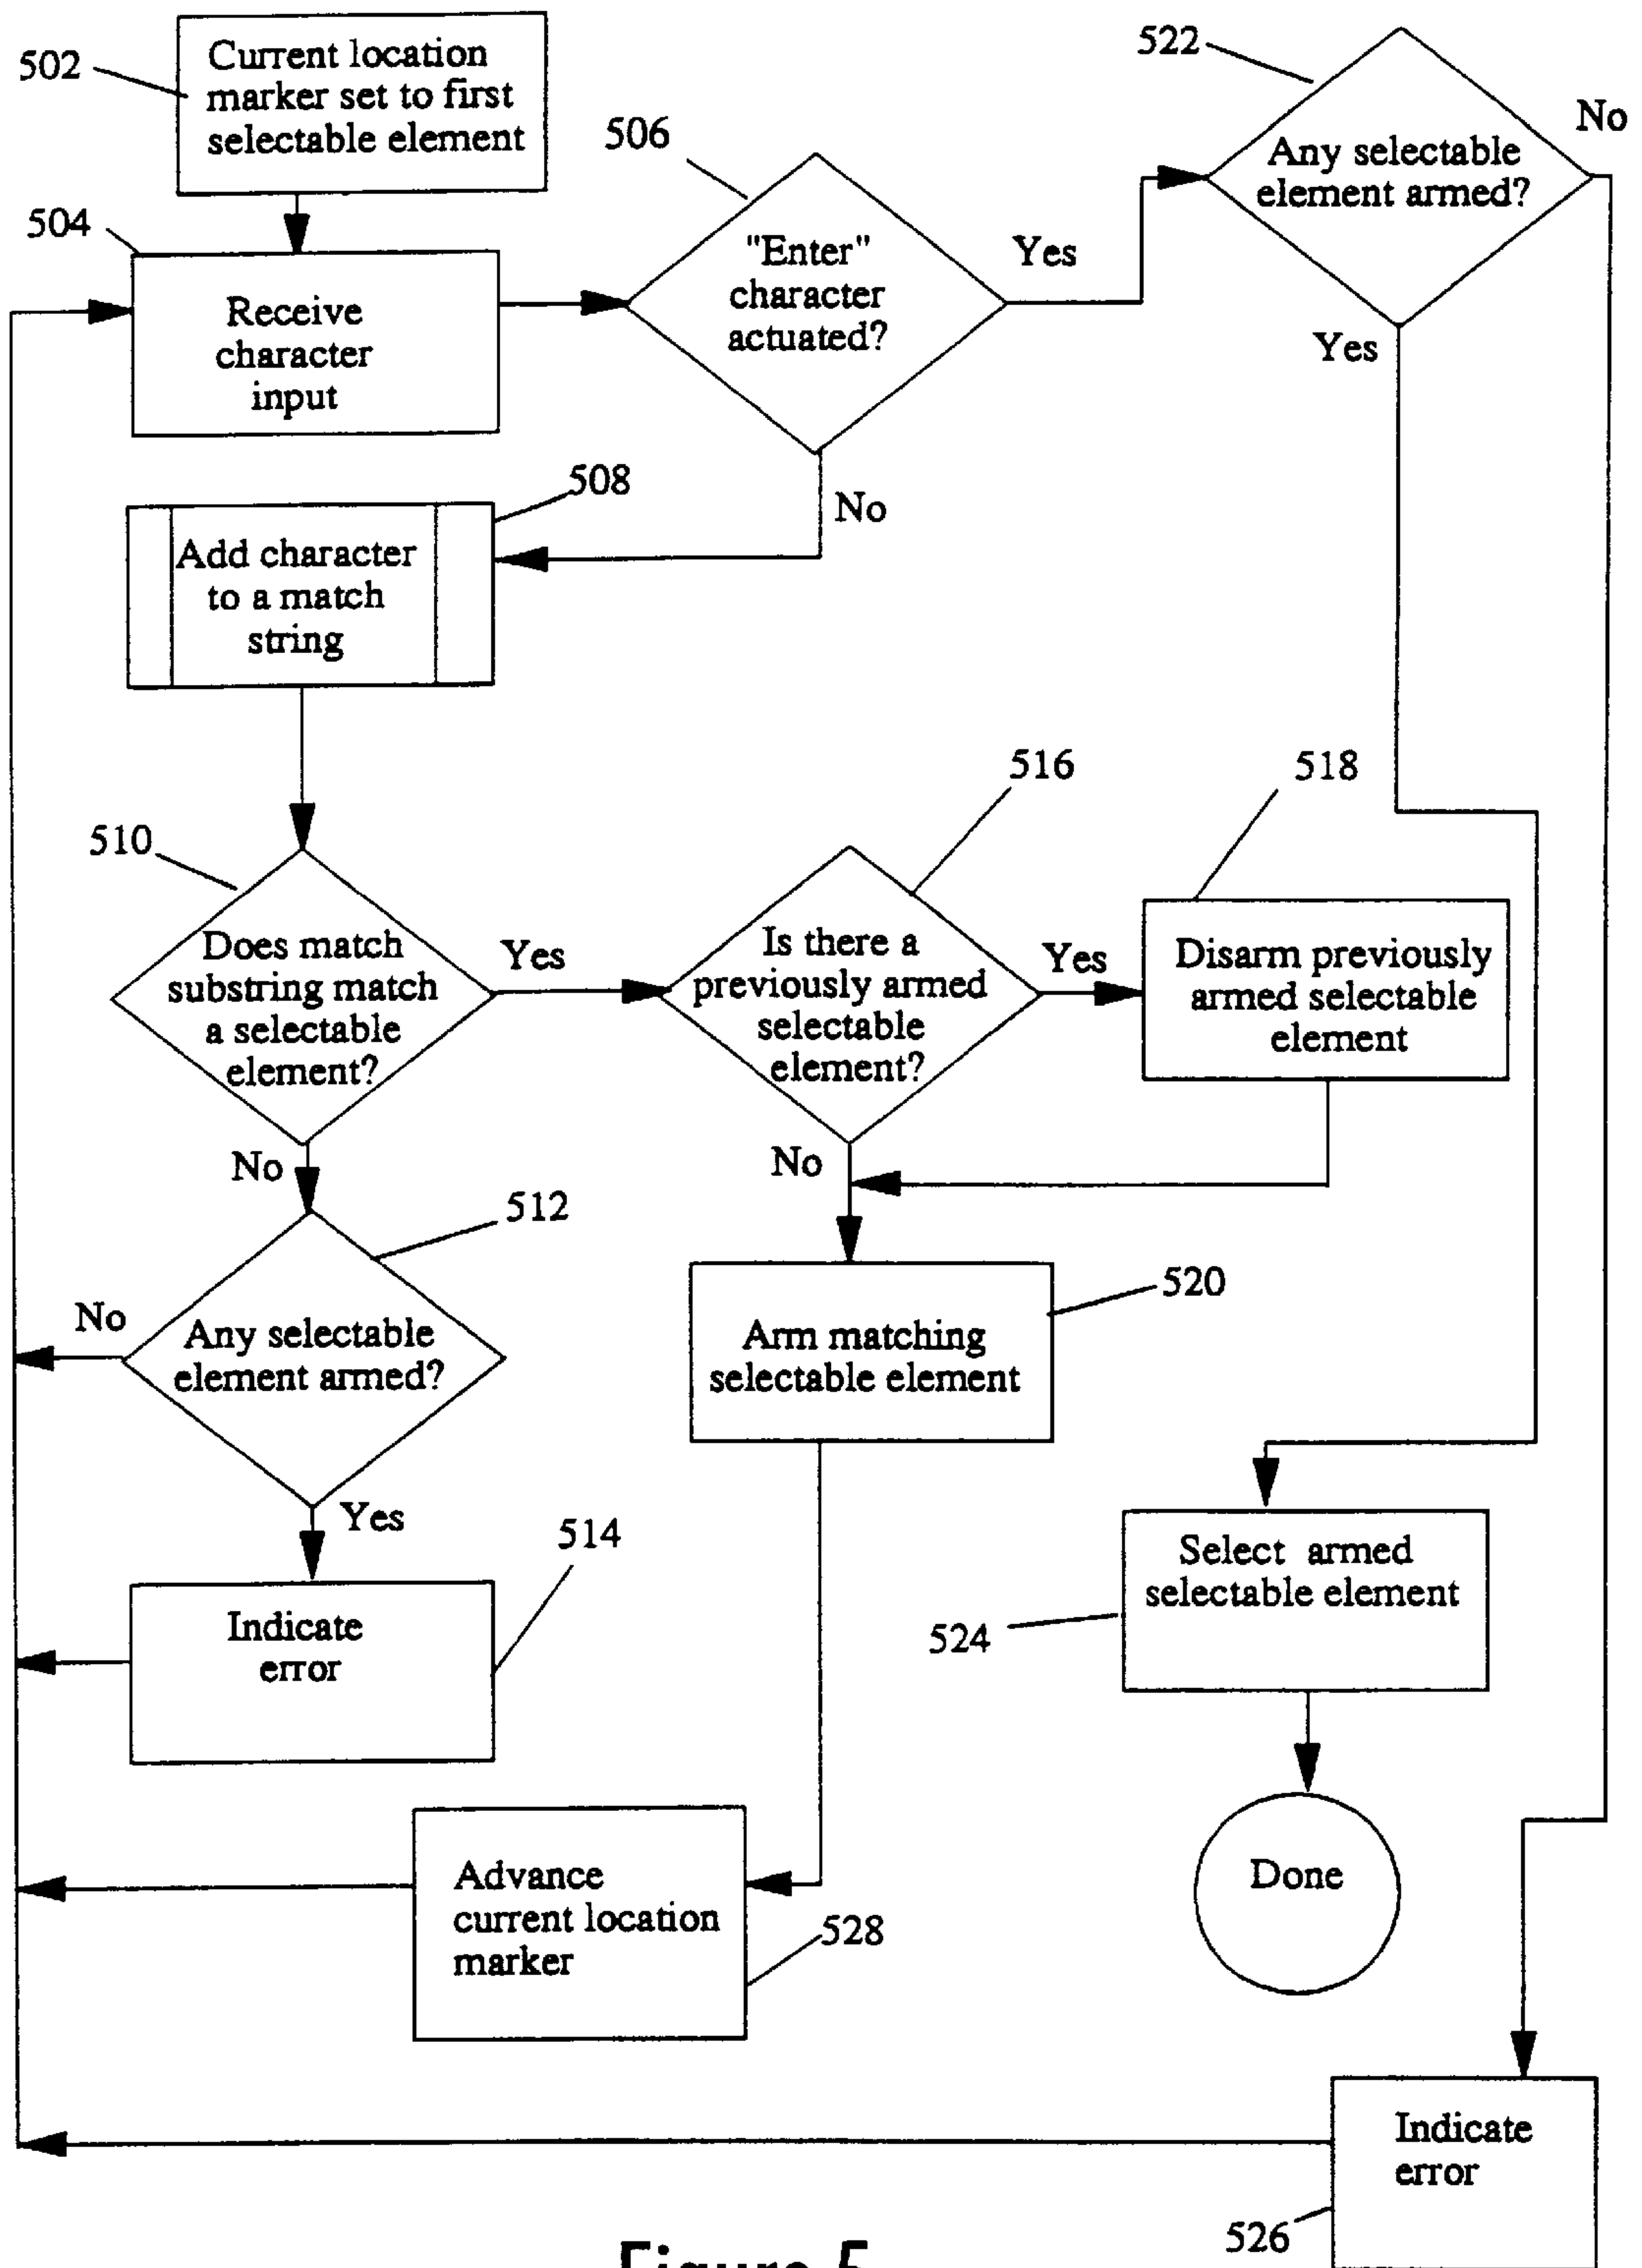 502
Current location
marker set to first
selectable element
504
Receive
character
input
506
"Enter"
character
actuated?
Yes
No
522
Any selectable
element armed?
No
Yes
508
Add character
to a match
string
510
Does match
substring match
a selectable
element?
Yes
No
516
Is there a
previously armed
selectable
element?
Yes
No
518
Disarm previously
armed selectable
element
512
Any selectable
element armed?
No
Yes
520
Arm matching
selectable element
514
Indicate
error
524
Select armed
selectable element
Done
Advance
current location
marker
528
Indicate
error
526
Figure 5